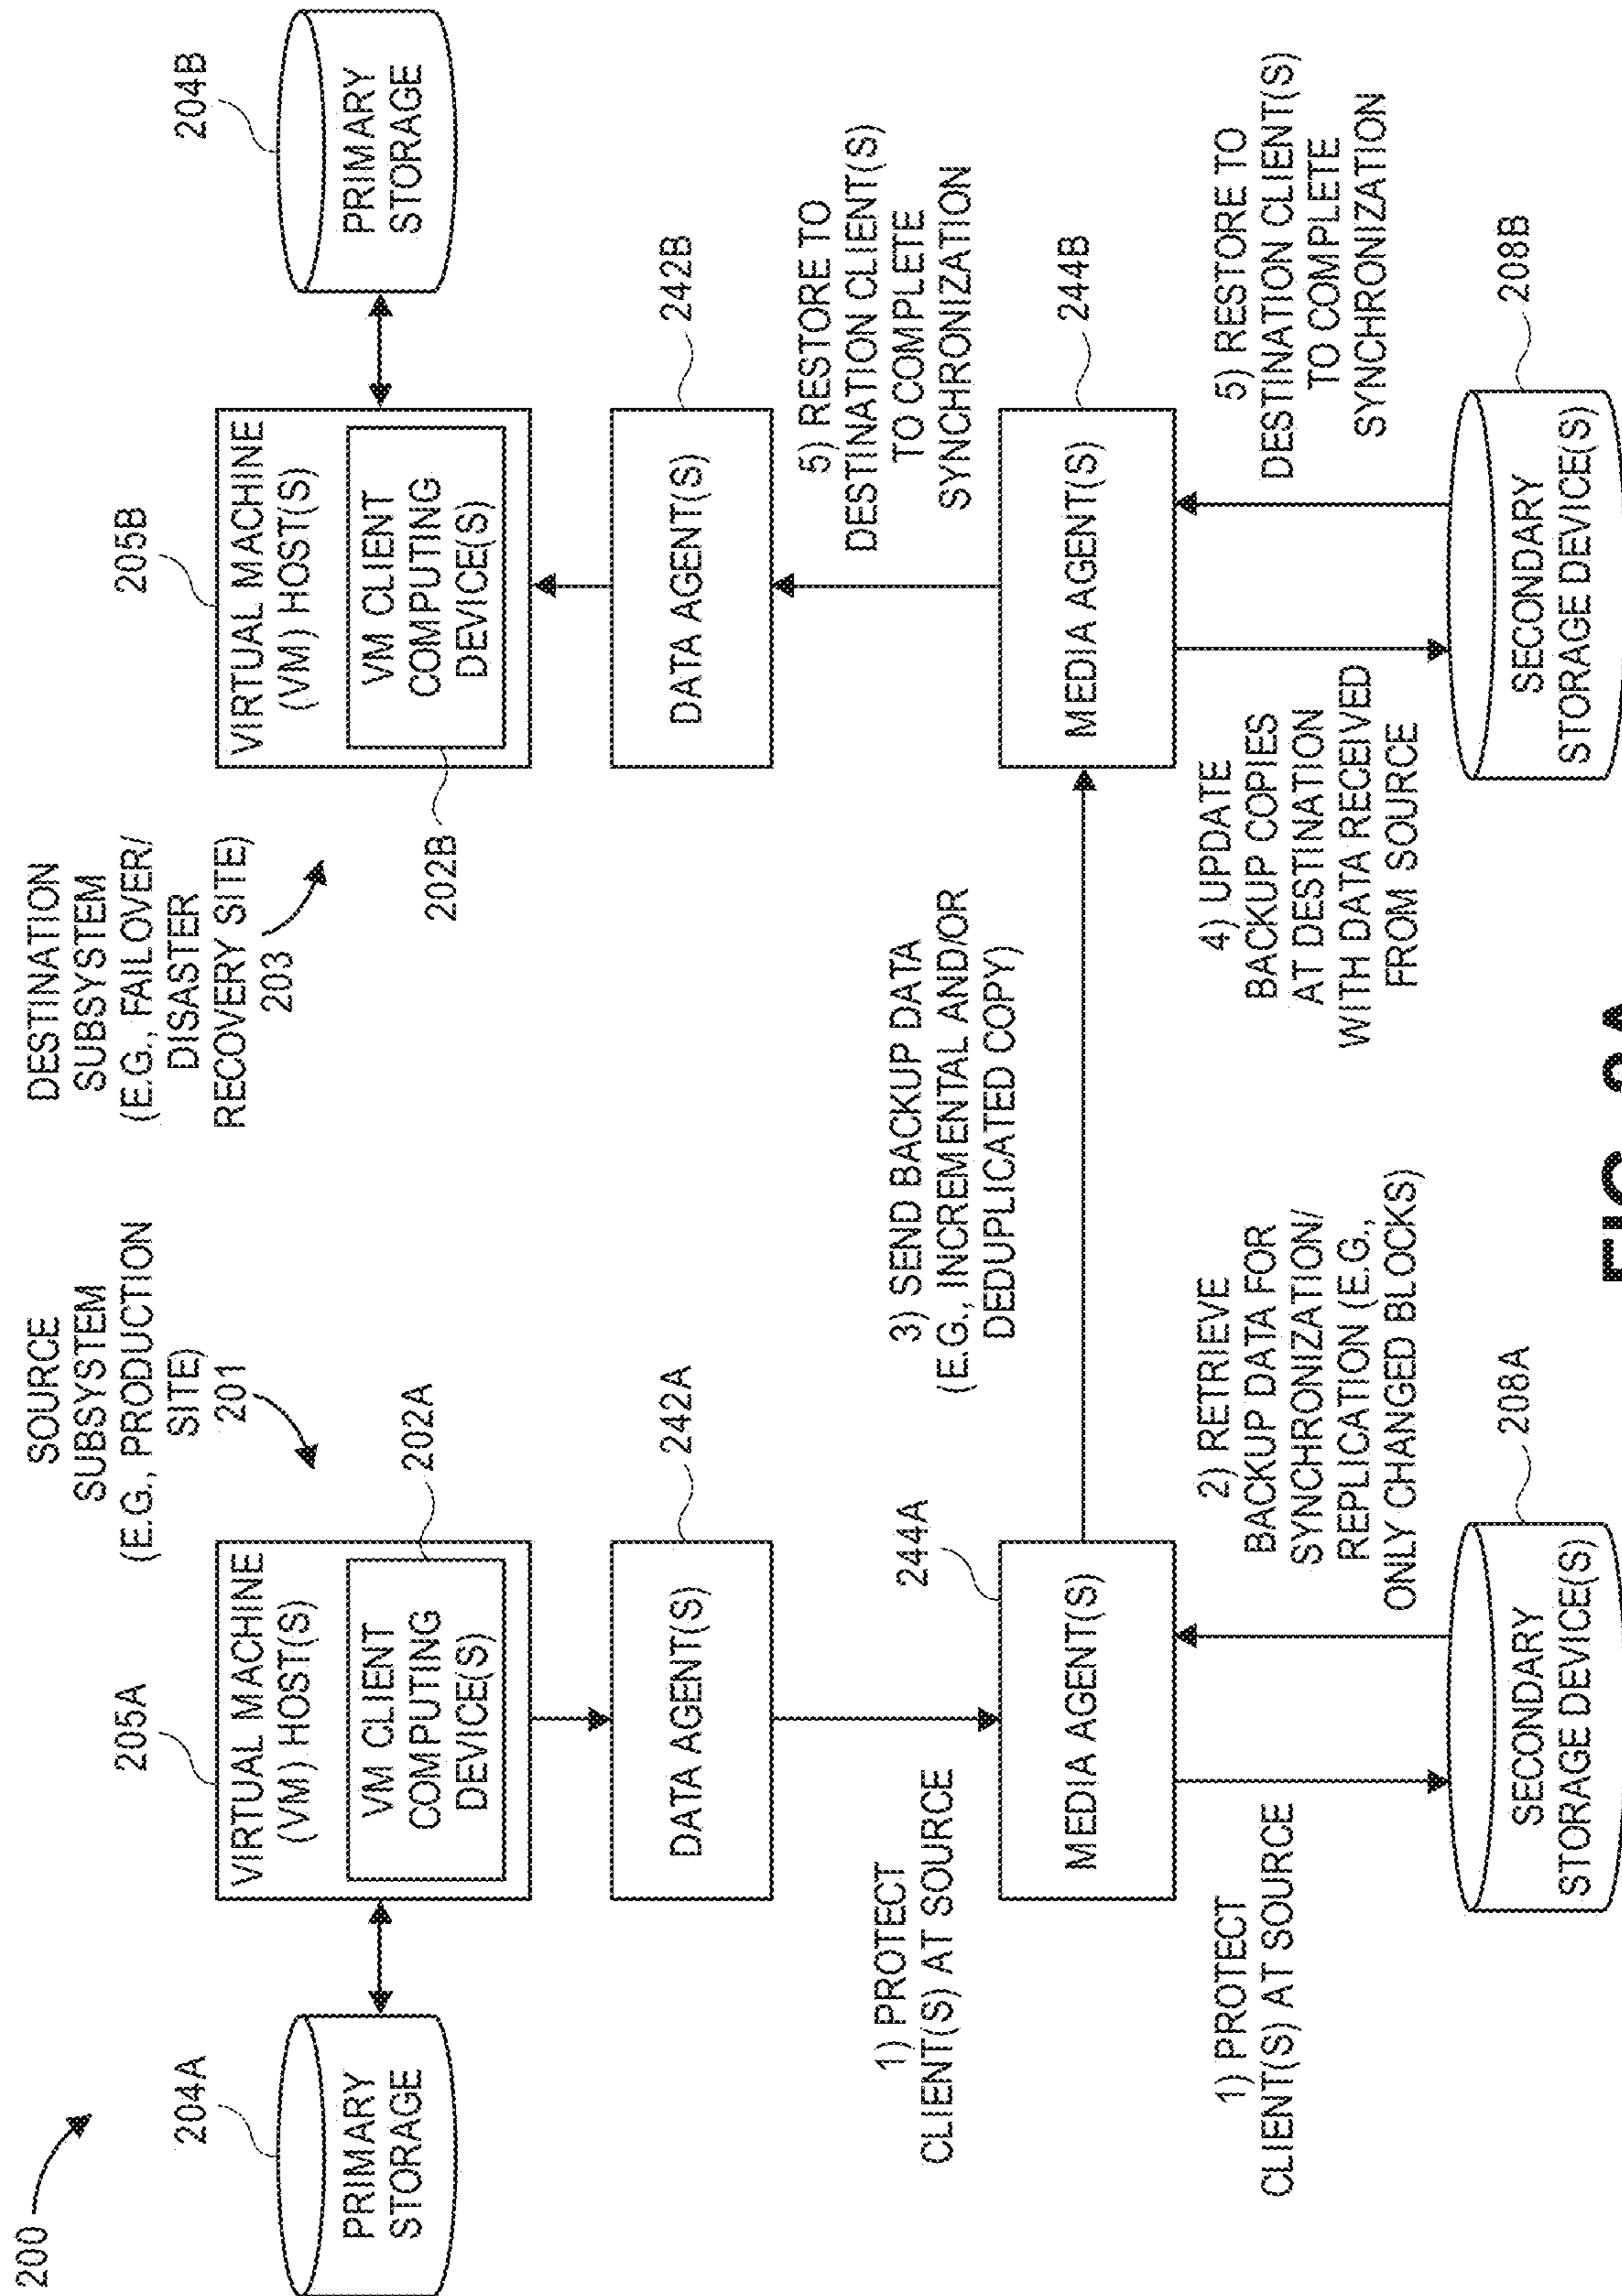 200
SOURCE
SUBSYSTEM
(E.G., PRODUCTION
SITE)
201
DESTINATION
SUBSYSTEM
(E.G., FAILOVER/
DISASTER
RECOVERY SITE)
203
204A
PRIMARY
STORAGE
205A
VIRTUAL MACHINE
(VM) HOST(S)
VM CLIENT
COMPUTING
DEVICE(S)
202A
205B
VIRTUAL MACHINE
(VM) HOST(S)
VM CLIENT
COMPUTING
DEVICE(S)
202B
204B
PRIMARY
STORAGE
DATA AGENT(S)
242A
DATA AGENT(S)
242B
1) PROTECT
CLIENT(S) AT SOURCE
244A
3) SEND BACKUP DATA
(E.G., INCREMENTAL AND/OR
DEDUPLICATED COPY)
5) RESTORE TO
DESTINATION CLIENT(S)
TO COMPLETE
SYNCHRONIZATION
MEDIA AGENT(S)
MEDIA AGENT(S)
244B
1) PROTECT
CLIENT(S) AT SOURCE
2) RETRIEVE
BACKUP DATA FOR
SYNCHRONIZATION/
REPLICATION (E.G.,
ONLY CHANGED BLOCKS)
4) UPDATE
BACKUP COPIES
AT DESTINATION
WITH DATA RECEIVED
FROM SOURCE
5) RESTORE TO
DESTINATION CLIENT(S)
TO COMPLETE
SYNCHRONIZATION
SECONDARY
STORAGE DEVICE(S)
208A
SECONDARY
STORAGE DEVICE(S)
208B